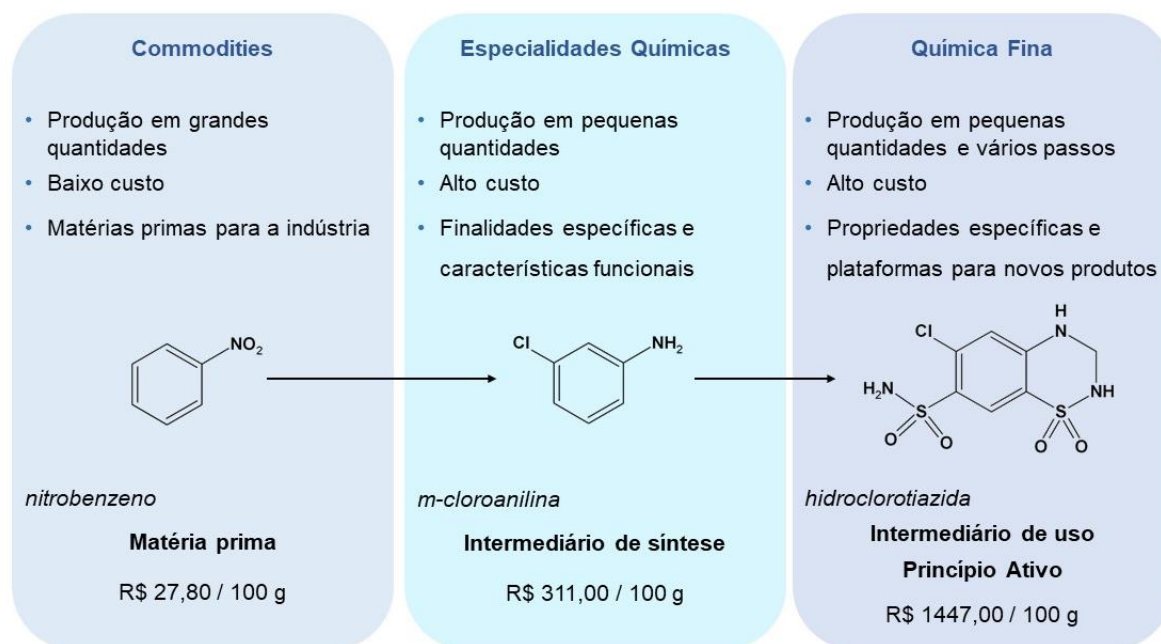 Commodities
• Produção em grandes
quantidades
• Baixo custo
• Matérias primas para a indústria
NO2
nitrobenzeno
Matéria prima
R$ 27,80 / 100 g
Especialidades Químicas
• Produção em pequenas
quantidades
• Alto custo
• Finalidades específicas e
características funcionais
Cl
NH2
m-cloroanilina
Intermediário de síntese
R$ 311,00 / 100 g
Química Fina
• Produção em pequenas
quantidades e vários passos
• Alto custo
• Propriedades específicas e
plataformas para novos produtos
H
Cl
N
H2N
NH
S
S
O
O
O
O
hidroclorotiazida
Intermediário de uso
Princípio Ativo
R$ 1447,00 / 100 g